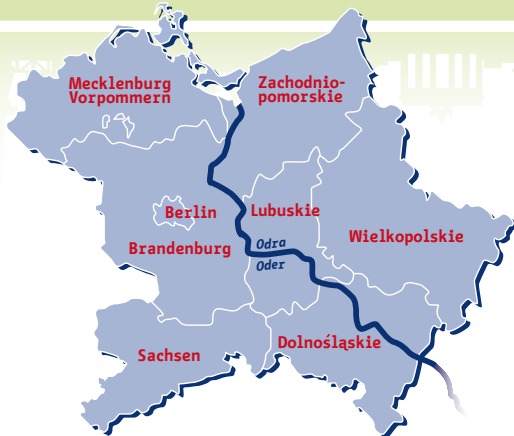 Mecklenburg
Vorpommern
Zachodnio-
pomorskie
Berlin
Lubuskie
Brandenburg
Odra
Oder
Wielkopolskie
Sachsen
Dolnośląskie